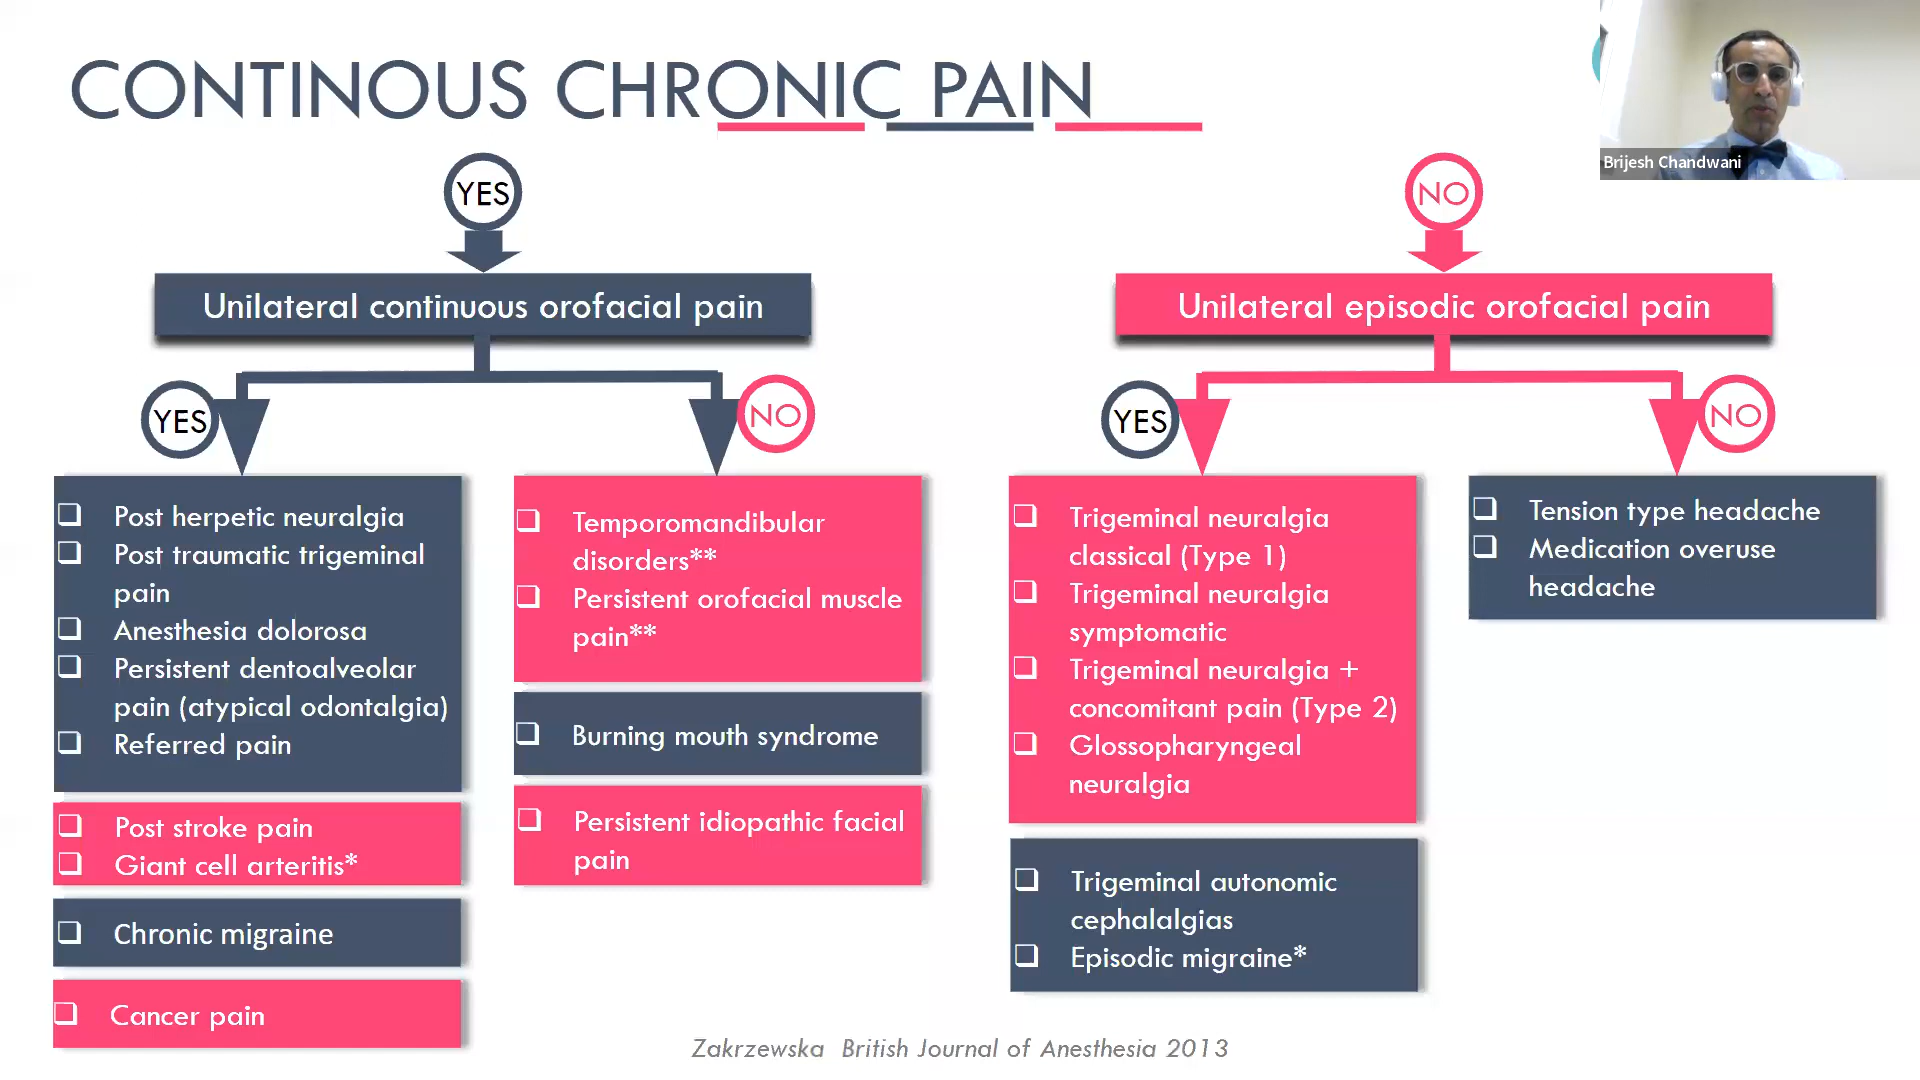 CONTINOUS CHRONIC PAIN
Brijesh Chandwani
YES
NO
Unilateral continuous orofacial pain
Unilateral episodic orofacial pain
YES
NO
YES
NO
Post herpetic neuralgia
Post traumatic trigeminal
pain
Anesthesia dolorosa
Persistent dentoalveolar
pain (atypical odontalgia)
Referred pain
Post stroke pain
Giant cell arteritis*
Chronic migraine
Cancer pain
Temporomandibular
disorders**
Persistent orofacial muscle
pain**
Burning mouth syndrome
Persistent idiopathic facial
pain
Trigeminal neuralgia
classical (Type 1)
Trigeminal neuralgia
symptomatic
Trigeminal neuralgia +
concomitant pain (Type 2)
Glossopharyngeal
neuralgia
Trigeminal autonomic
cephalalgias
Episodic migraine*
Tension type headache
Medication overuse
headache
Zakrzewska British Journal of Anesthesia 2013